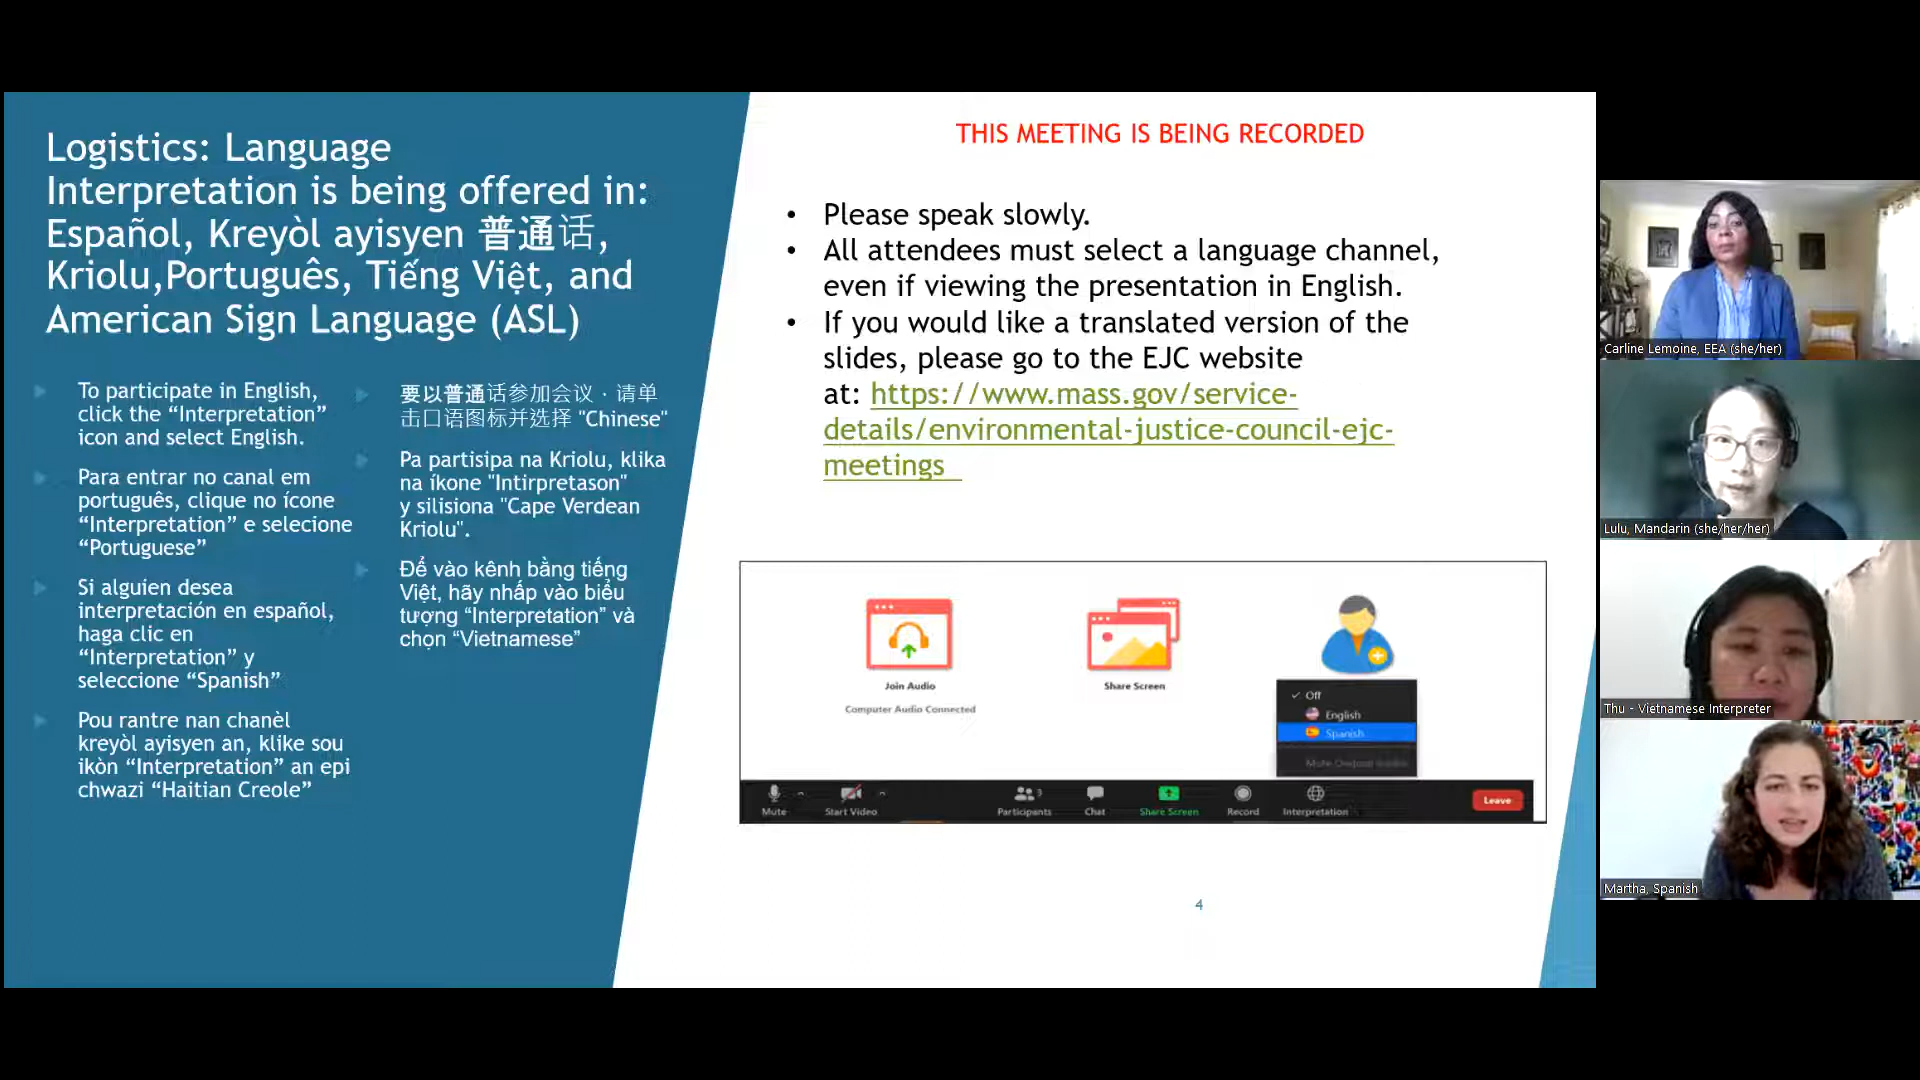 Logistics: Language
Interpretation is being offered in:
Español, Kreyòl ayisyen 普通话,
Kriolu,Português, Tiếng Việt, and
American Sign Language (ASL)
To participate in English,
click the “Interpretation”
icon and select English.
Para entrar no canal em
português, clique no ícone
“Interpretation” e selecione
“Portuguese”
Si alguien desea
interpretación en español,
haga clic en
“Interpretation” y
seleccione “Spanish”
Pou rantre nan chanèl
kreyòl ayisyen an, klike sou
ikòn “Interpretation” an epi
chwazi “Haitian Creole”
要以普通话参加会议，请单
击口语图标并选择 "Chinese"
Pa partisipa na Kriolu, klika
na íkone "Intirpretason"
y silisiona "Cape Verdean
Kriolu".
Để vào kênh bằng tiếng
Việt, hãy nhấp vào biểu
tượng “Interpretation” và
chọn “Vietnamese”
THIS MEETING IS BEING RECORDED
• Please speak slowly.
• All attendees must select a language channel,
even if viewing the presentation in English.
• If you would like a translated version of the
slides, please go to the EJC website
at: https://www.mass.gov/service-
details/environmental-justice-council-ejc-
meetings
Join Audio
Computer Audio Connected
Share Screen
Off
English
Spanish
Mute Original Audio
Mute
Start Video
Participants 3
Chat
Share Screen
Record
Interpretation
Leave
4
Carline Lemoine, EEA (she/her)
Lulu, Mandarin (she/her/her)
Thu - Vietnamese Interpreter
Martha, Spanish